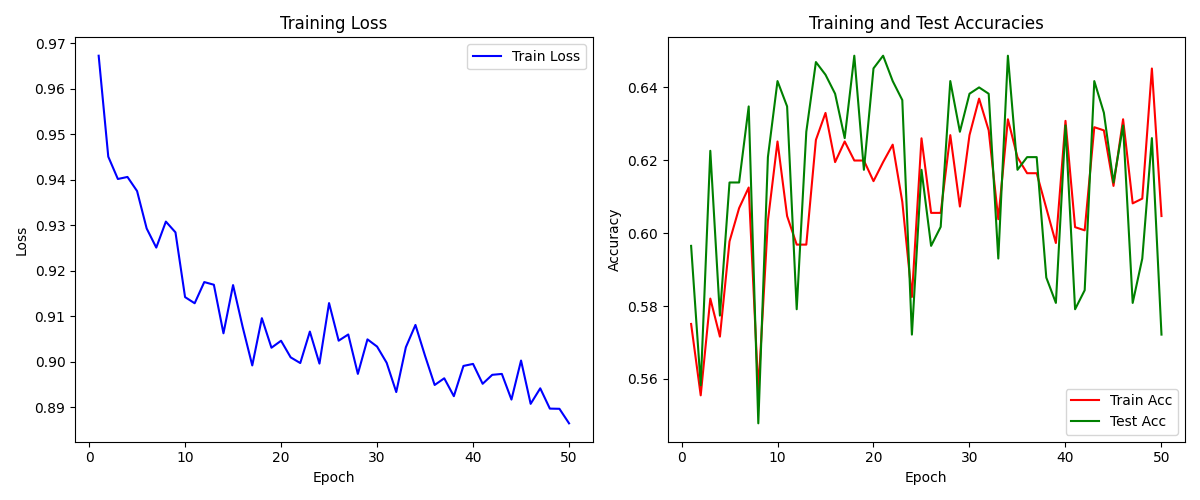 Training Loss
Train Loss
0.97
0.96
0.95
0.94
0.93
0.92
0.91
0.90
0.89
Loss
0
10
20
30
40
50
Epoch
Training and Test Accuracies
0.64
0.62
0.60
0.58
0.56
Accuracy
Train Acc
Test Acc
0
10
20
30
40
50
Epoch